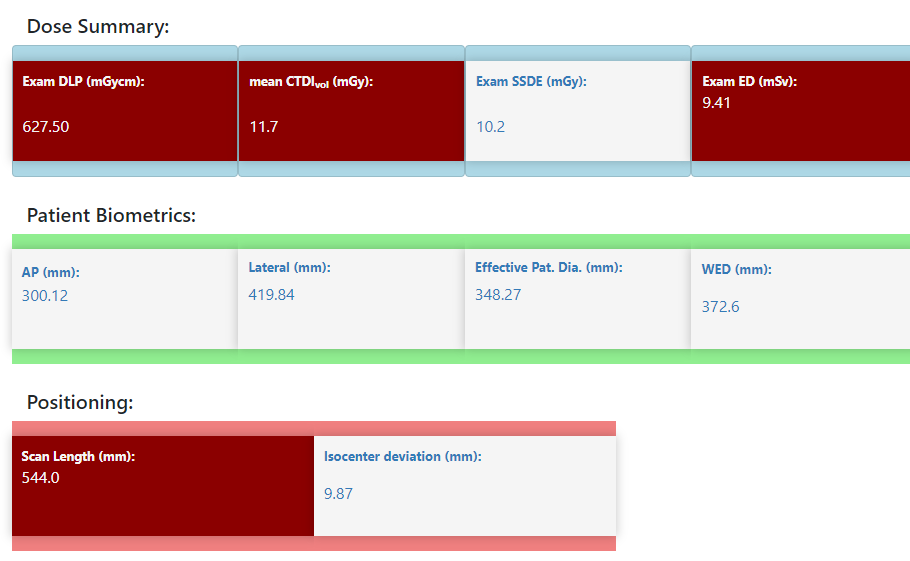 Dose Summary:
Exam DLP (mGycm):
627.50
mean CTDIvol (mGy):
11.7
Exam SSDE (mGy):
10.2
Exam ED (mSv):
9.41
Patient Biometrics:
AP (mm):
300.12
Lateral (mm):
419.84
Effective Pat. Dia. (mm):
348.27
WED (mm):
372.6
Positioning:
Scan Length (mm):
544.0
Isocenter deviation (mm):
9.87